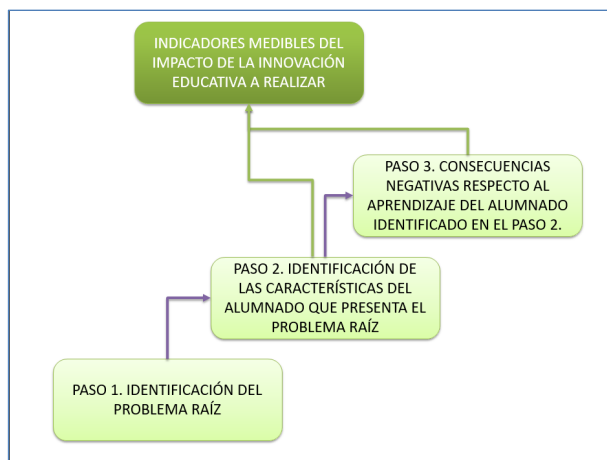 INDICADORES MEDIBLES DEL
IMPACTO DE LA INNOVACIÓN
EDUCATIVA A REALIZAR
PASO 3. CONSECUENCIAS
NEGATIVAS RESPECTO AL
APRENDIZAJE DEL ALUMNADO
IDENTIFICADO EN EL PASO 2.
PASO 2. IDENTIFICACIÓN DE
LAS CARACTERÍSTICAS DEL
ALUMNADO QUE PRESENTA EL
PROBLEMA RAÍZ
PASO 1. IDENTIFICACIÓN DEL
PROBLEMA RAÍZ